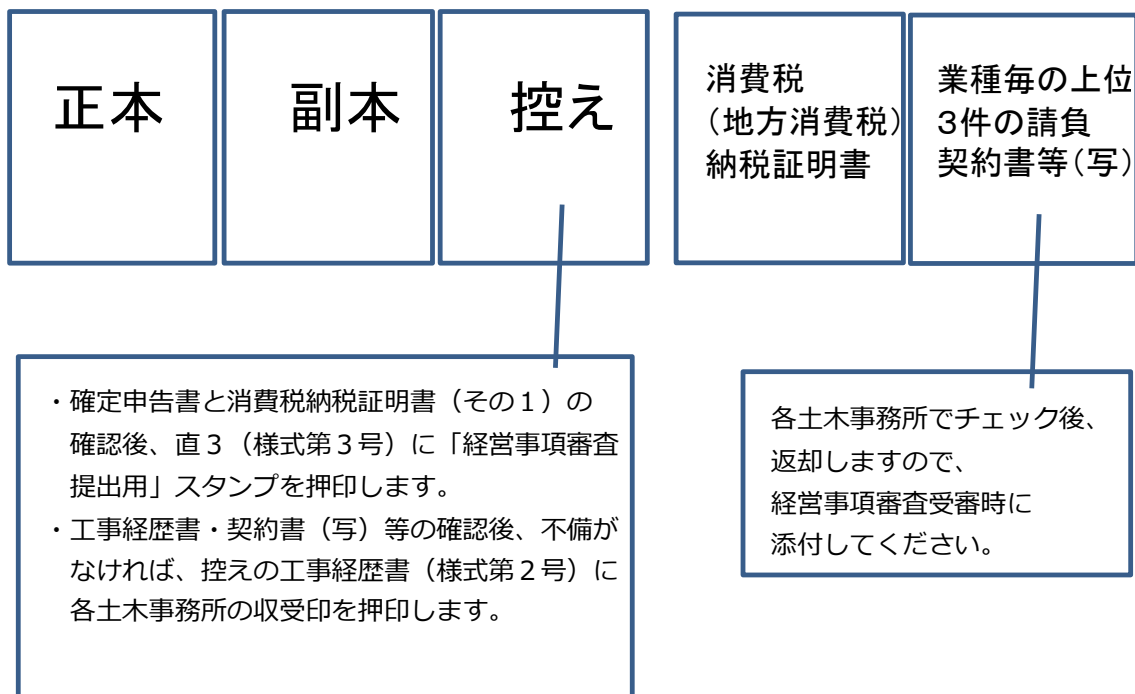 正本
副本
控え
消費税
（地方消費税）
納税証明書
業種毎の上位
3件の請負
契約書等（写）
・確定申告書と消費税納税証明書（その１）の
確認後、直３（様式第３号）に「経営事項審査
提出用」スタンプを押印します。
・工事経歴書・契約書（写）等の確認後、不備が
なければ、控えの工事経歴書（様式第２号）に
各土木事務所の収受印を押印します。
各土木事務所でチェック後、
返却しますので、
経営事項審査受審時に
添付してください。